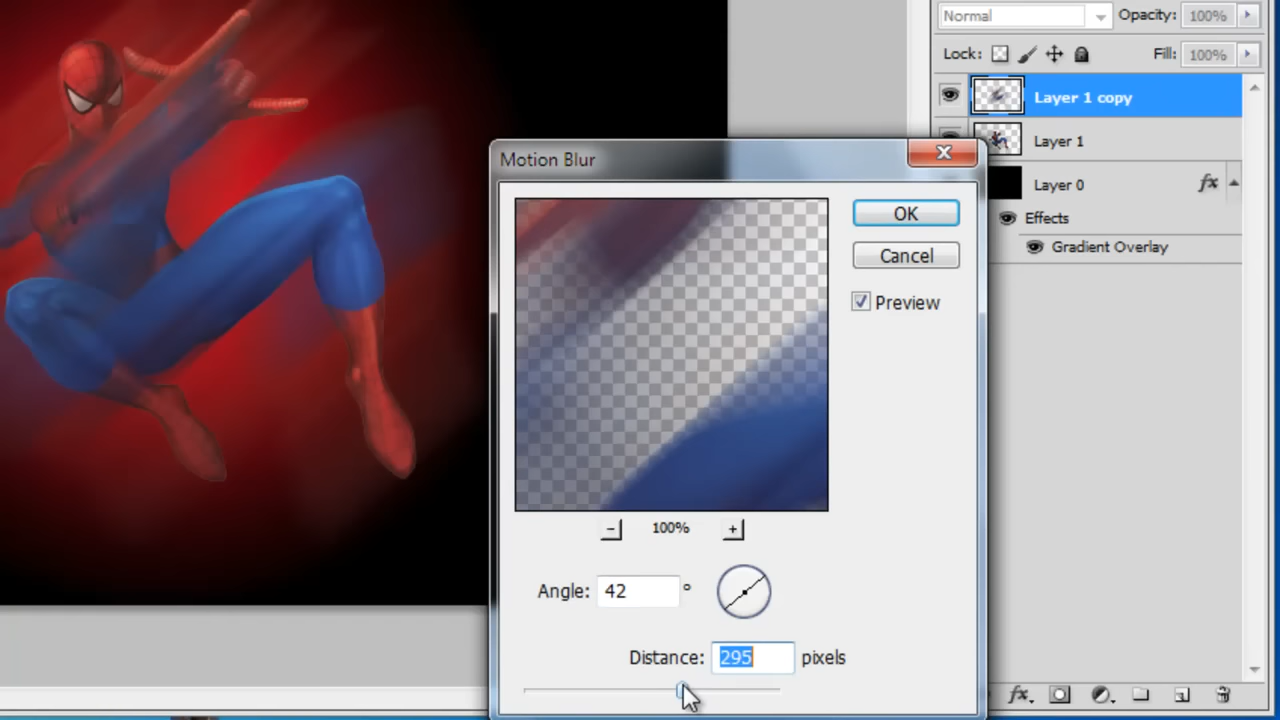 Normal
Opacity: 100%
Lock:
Fill: 100%
Layer 1 copy
Layer 1
Layer 0
fx
Effects
Gradient Overlay
Motion Blur
OK
Cancel
Preview
100%
Angle: 42 °
Distance: 295 pixels
fx